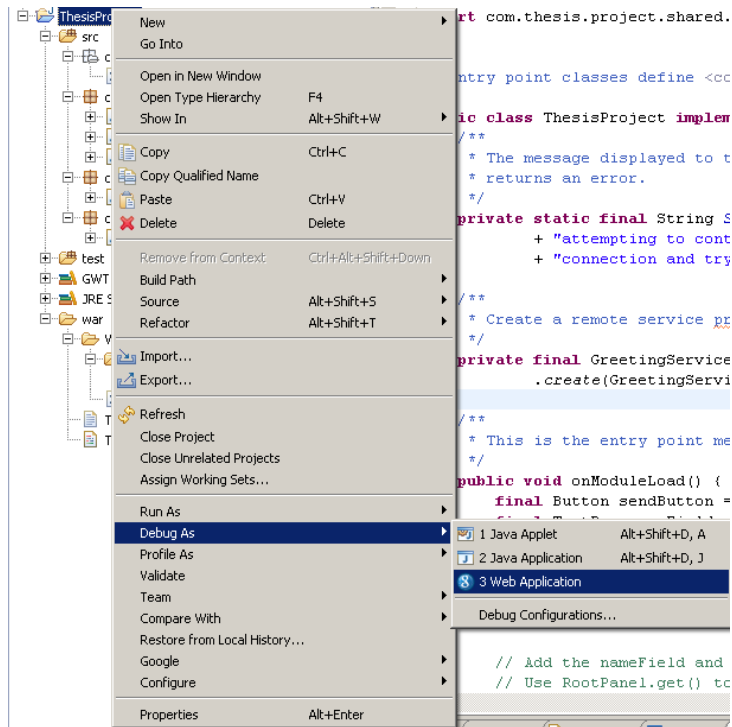 ThesisPro
src
c
c
c
c
test
GWT
JRE S
war
W
T
T
New
Go Into
Open in New Window
Open Type Hierarchy F4
Show In Alt+Shift+W
Copy Ctrl+C
Copy Qualified Name
Paste Ctrl+V
Delete Delete
Remove from Context Ctrl+Alt+Shift+Down
Build Path
Source Alt+Shift+S
Refactor Alt+Shift+T
Import...
Export...
Refresh
Close Project
Close Unrelated Projects
Assign Working Sets...
Run As
Debug As
Profile As
Validate
Team
Compare With
Restore from Local History...
Google
Configure
Properties Alt+Enter
1 Java Applet Alt+Shift+D, A
2 Java Application Alt+Shift+D, J
3 Web Application
Debug Configurations...
rt com.thesis.project.shared.
ntry point classes define <co
ic class ThesisProject implem
/**
* The message displayed to t
* returns an error.
*/
private static final String S
+ "attempting to cont
+ "connection and try
/**
* Create a remote service pr
*/
private final GreetingService
.create(GreetingServi
/**
* This is the entry point me
*/
public void onModuleLoad() {
final Button sendButton =
// Add the nameField and
// Use RootPanel.get() to